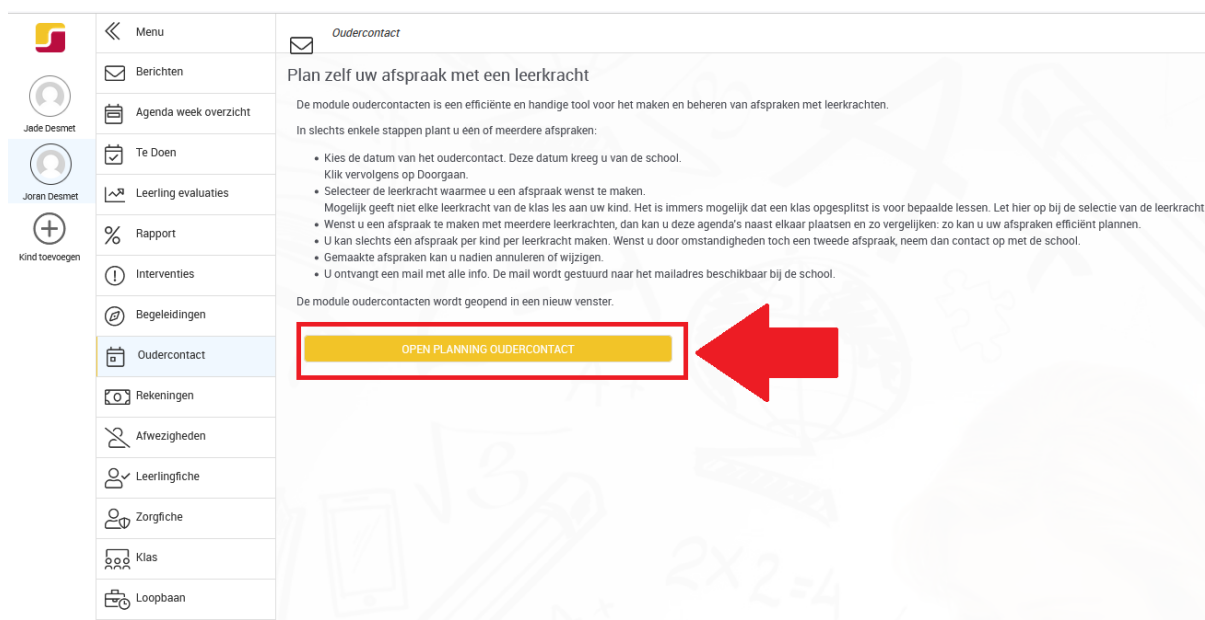 Jade Desmet
Joran Desmet
Kind toevoegen
Menu
Berichten
Agenda week overzicht
Te Doen
Leerling evaluaties
Rapport
Interventies
Begeleidingen
Oudercontact
Rekeningen
Afwezigheden
Leerlingfiche
Zorgfiche
Klas
Loopbaan
Oudercontact
Plan zelf uw afspraak met een leerkracht
De module oudercontacten is een efficiënte en handige tool voor het maken en beheren van afspraken met leerkrachten.
In slechts enkele stappen plant u één of meerdere afspraken:
• Kies de datum van het oudercontact. Deze datum kreeg u van de school.
Klik vervolgens op Doorgaan.
• Selecteer de leerkracht waarmee u een afspraak wenst te maken.
Mogelijk geeft niet elke leerkracht van de klas les aan uw kind. Het is immers mogelijk dat een klas opgesplitst is voor bepaalde lessen. Let hier op bij de selectie van de leerkracht
• Wenst u een afspraak te maken met meerdere leerkrachten, dan kan u deze agenda's naast elkaar plaatsen en zo vergelijken: zo kan u uw afspraken efficiënt plannen.
• U kan slechts één afspraak per kind per leerkracht maken. Wenst u door omstandigheden toch een tweede afspraak, neem dan contact op met de school.
• Gemaakte afspraken kan u nadien annuleren of wijzigen.
• U ontvangt een mail met alle info. De mail wordt gestuurd naar het mailadres beschikbaar bij de school.
De module oudercontacten wordt geopend in een nieuw venster.
OPEN PLANNING OUDERCONTACT
√3
2×2=4